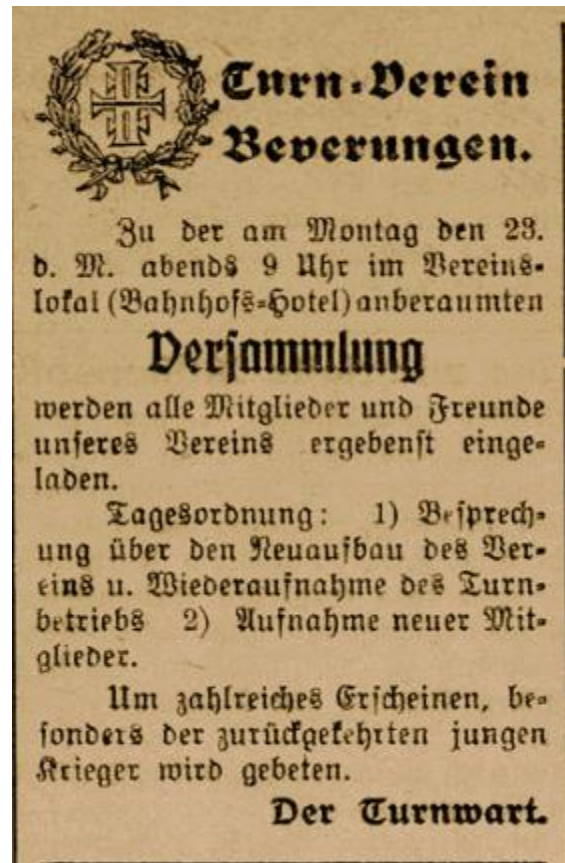 Turn-Verein
Beverungen.
Zu der am Montag den 23.
d. M. abends 9 Uhr im Vereins-
lokal (Bahnhofs-Hotel) anberaumten
Versammlung
werden alle Mitglieder und Freunde
unseres Vereins ergebenst einge-
laden.
Tagesordnung: 1) Besprech-
ung über den Neuaufbau des Ver-
eins u. Wiederaufnahme des Turn-
betriebs 2) Aufnahme neuer Mit-
glieder.
Um zahlreiches Erscheinen, be-
sonders der zurückgekehrten jungen
Krieger wird gebeten.
Der Turnwart.